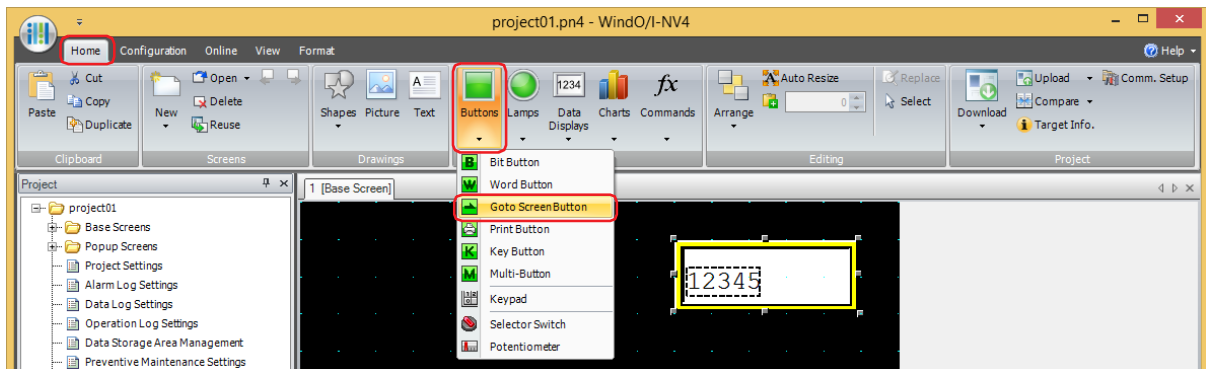 project01.pn4 - WindO/I-NV4
Home Configuration Online View Format Help
Paste
Cut
Copy
Duplicate
Clipboard
New
Open
Delete
Reuse
Screens
Shapes Picture Text
Drawings
Buttons Lamps Data Displays Charts Commands
1234
fx
A
Arrange
Auto Resize
0
Replace
Select
Editing
Download
Upload
Compare
Target Info.
Comm. Setup
Project
Project
project01
Base Screens
Popup Screens
Project Settings
Alarm Log Settings
Data Log Settings
Operation Log Settings
Data Storage Area Management
Preventive Maintenance Settings
1 [Base Screen]
B Bit Button
W Word Button
Goto Screen Button
Print Button
K Key Button
M Multi-Button
Keypad
Selector Switch
Potentiometer
12345